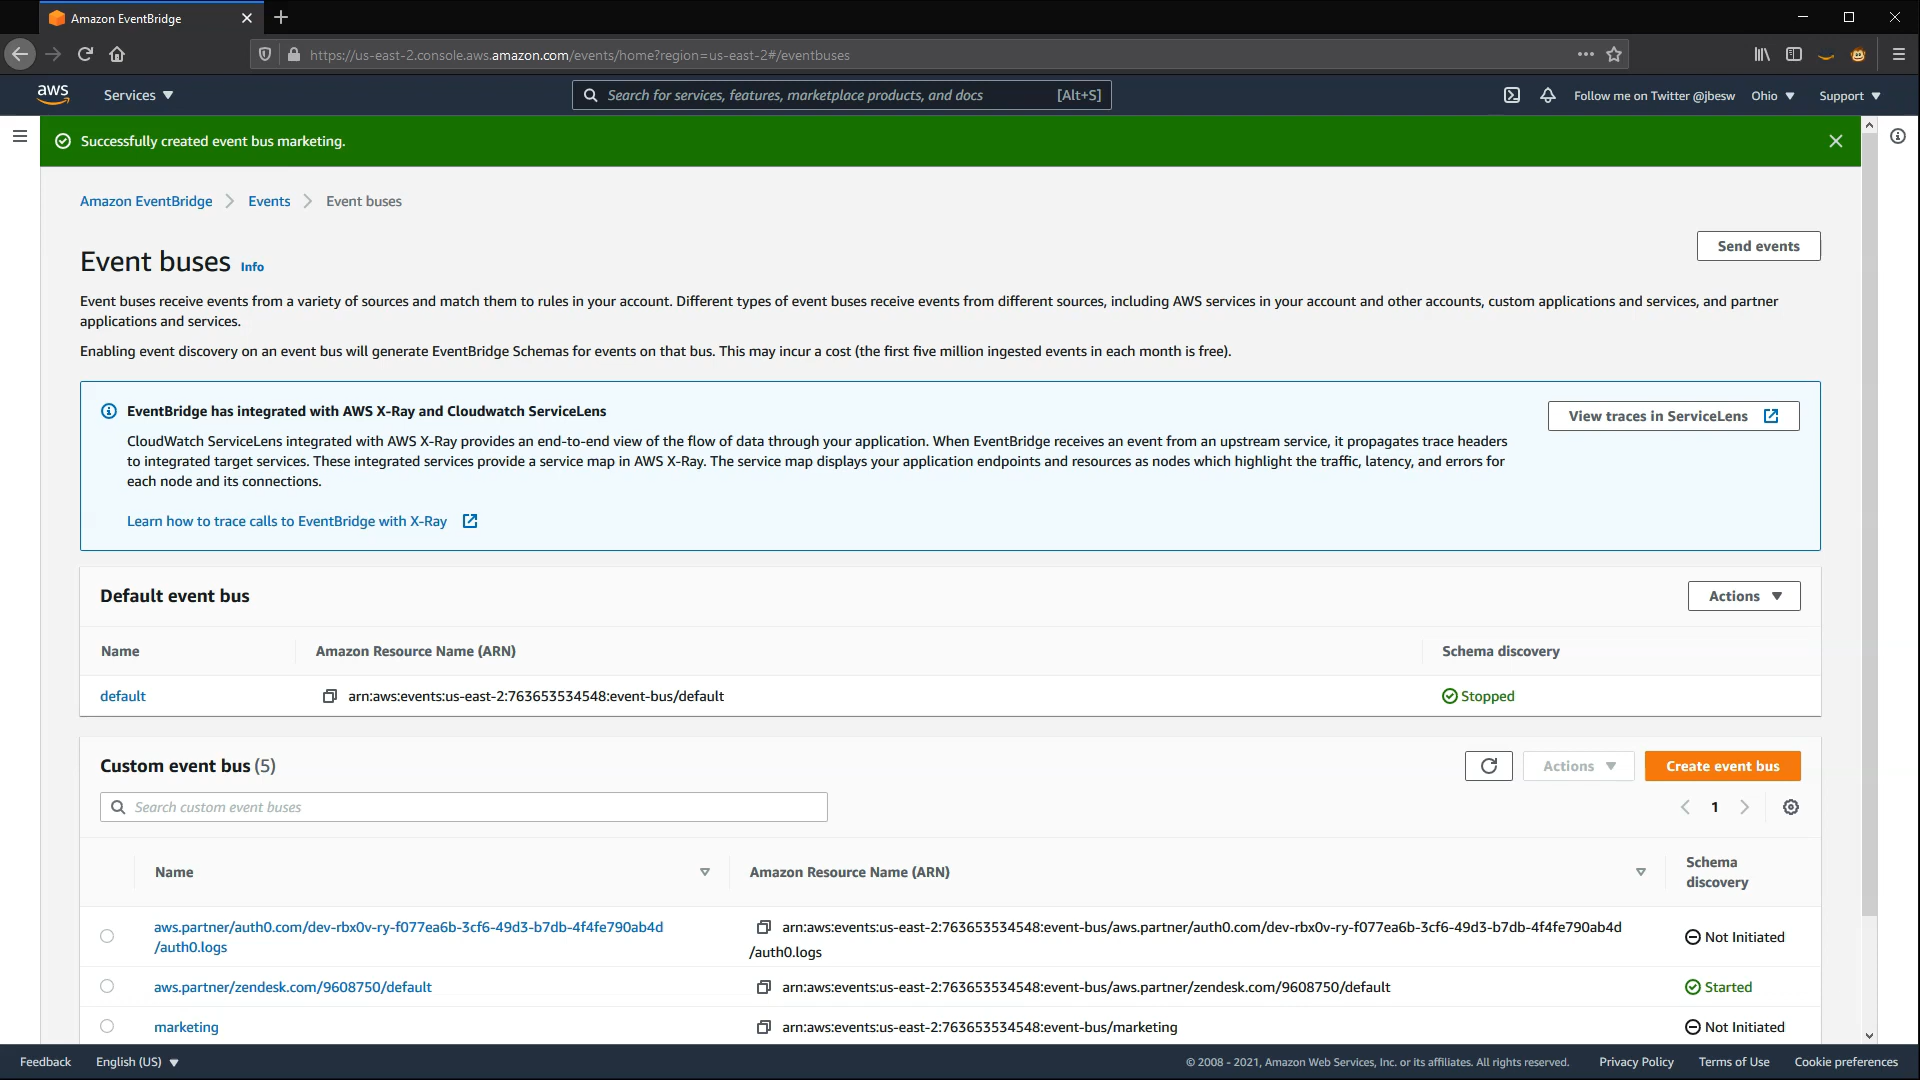 Amazon EventBridge
https://us-east-2.console.aws.amazon.com/events/home?region=us-east-2#/eventbuses
aws
Services
Search for services, features, marketplace products, and docs
[Alt+S]
Follow me on Twitter @jbesw
Ohio
Support
Successfully created event bus marketing.
Amazon EventBridge
Events
Event buses
Event buses Info
Send events
Event buses receive events from a variety of sources and match them to rules in your account. Different types of event buses receive events from different sources, including AWS services in your account and other accounts, custom applications and services, and partner
applications and services.
Enabling event discovery on an event bus will generate EventBridge Schemas for events on that bus. This may incur a cost (the first five million ingested events in each month is free).
EventBridge has integrated with AWS X-Ray and Cloudwatch ServiceLens
View traces in ServiceLens
CloudWatch ServiceLens integrated with AWS X-Ray provides an end-to-end view of the flow of data through your application. When EventBridge receives an event from an upstream service, it propagates trace headers
to integrated target services. These integrated services provide a service map in AWS X-Ray. The service map displays your application endpoints and resources as nodes which highlight the traffic, latency, and errors for
each node and its connections.
Learn how to trace calls to EventBridge with X-Ray
Default event bus
Actions
Name
Amazon Resource Name (ARN)
Schema discovery
default
arn:aws:events:us-east-2:763653534548:event-bus/default
Stopped
Custom event bus (5)
Actions
Create event bus
Search custom event buses
1
Name
Amazon Resource Name (ARN)
Schema
discovery
aws.partner/auth0.com/dev-rbx0v-ry-f077ea6b-3cf6-49d3-b7db-4f4fe790ab4d
/auth0.logs
arn:aws:events:us-east-2:763653534548:event-bus/aws.partner/auth0.com/dev-rbx0v-ry-f077ea6b-3cf6-49d3-b7db-4f4fe790ab4d
/auth0.logs
Not Initiated
aws.partner/zendesk.com/9608750/default
arn:aws:events:us-east-2:763653534548:event-bus/aws.partner/zendesk.com/9608750/default
Started
marketing
arn:aws:events:us-east-2:763653534548:event-bus/marketing
Not Initiated
Feedback
English (US)
© 2008 - 2021, Amazon Web Services, Inc. or its affiliates. All rights reserved.
Privacy Policy
Terms of Use
Cookie preferences